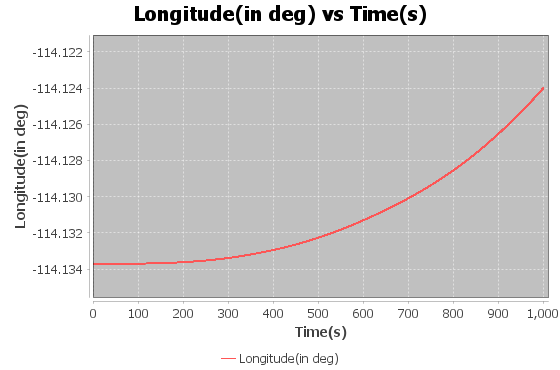 Longitude(in deg) vs Time(s)
Longitude(in deg)
-114.122
-114.124
-114.126
-114.128
-114.130
-114.132
-114.134
0 100 200 300 400 500 600 700 800 900 1,000
Time(s)
Longitude(in deg)